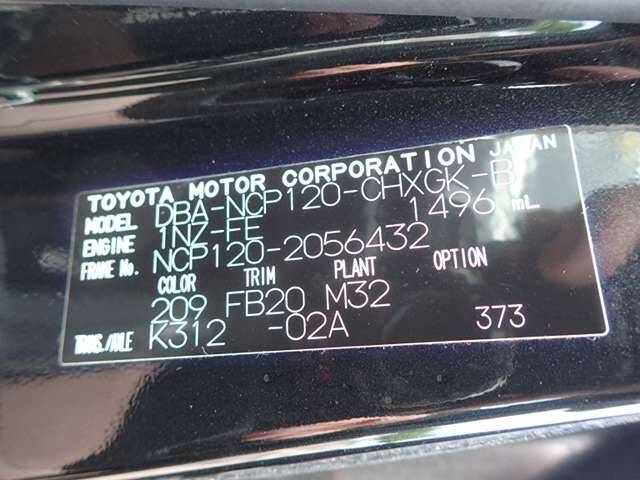 TOYOTA MOTOR CORPORATION JAPAN
MODEL DBA-NCP120-CHXGK-B
ENGINE 1NZ-FE 1496 mL
FRAME No. NCP120-2056432
COLOR TRIM PLANT OPTION
209 FB20 M32
TRANS./AXLE K312 -02A 373